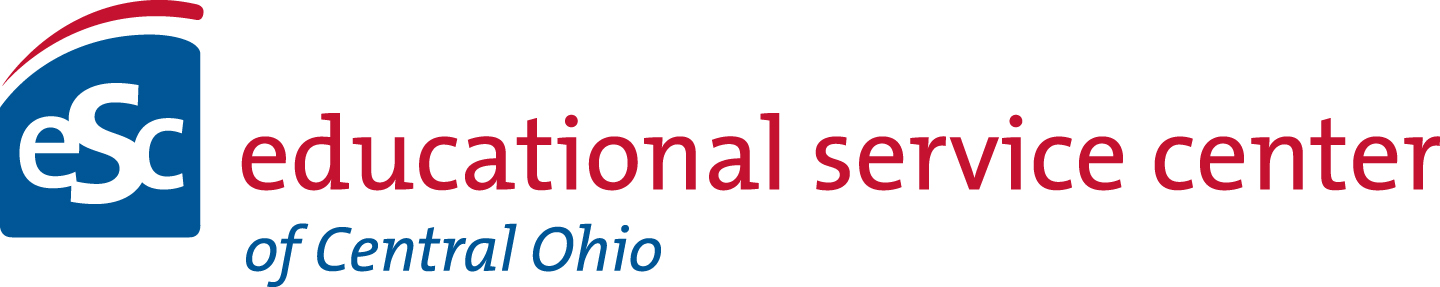 eSc
educational service center
of Central Ohio